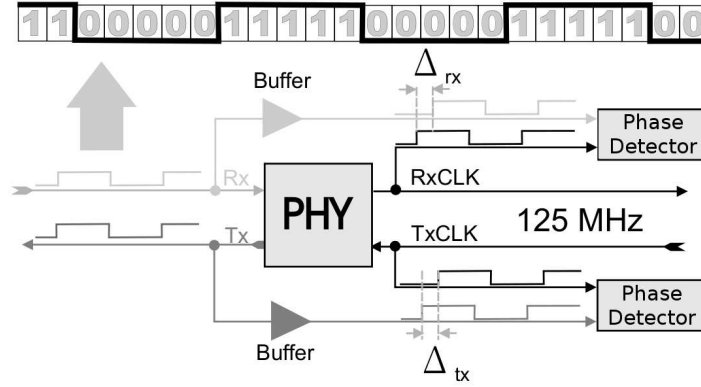 110000011111000001111100
Buffer
Δrx
Phase
Detector
Rx
PHY
RxCLK
Tx
TxCLK
125 MHz
Phase
Detector
Buffer
Δtx